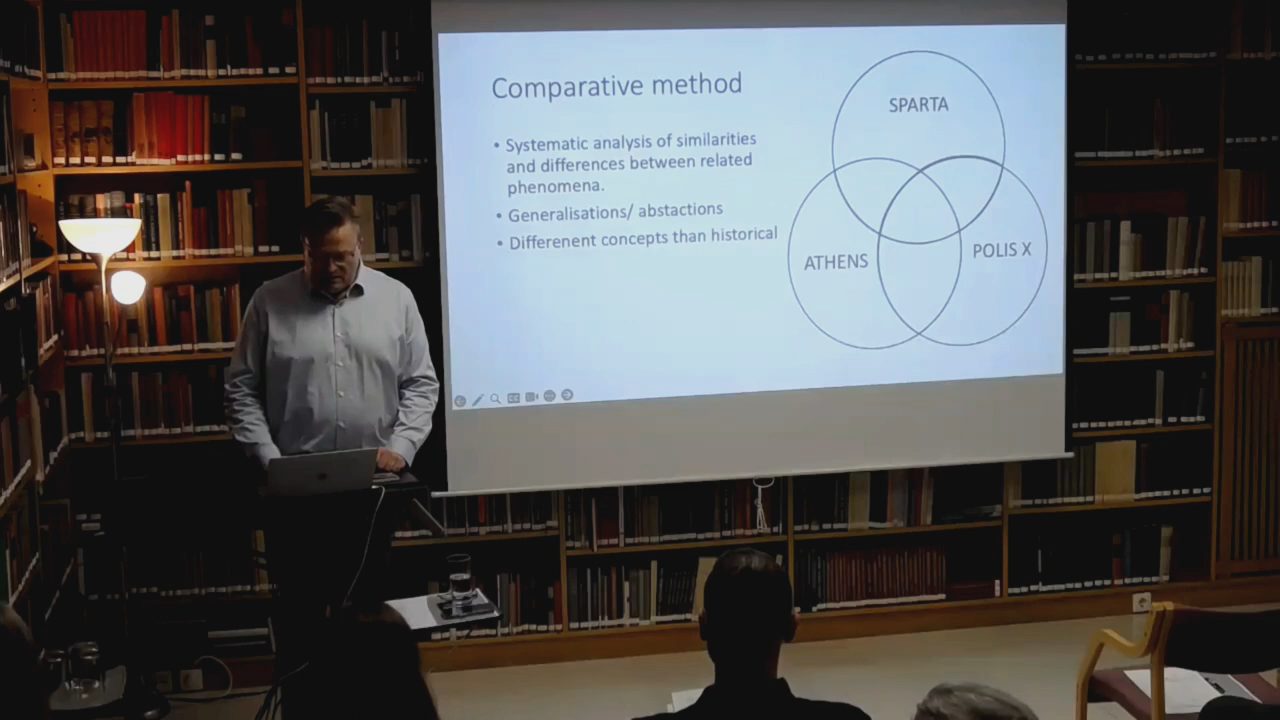 Comparative method
• Systematic analysis of similarities
and differences between related
phenomena.
• Generalisations/ abstactions
• Differenent concepts than historical
SPARTA
ATHENS
POLIS X